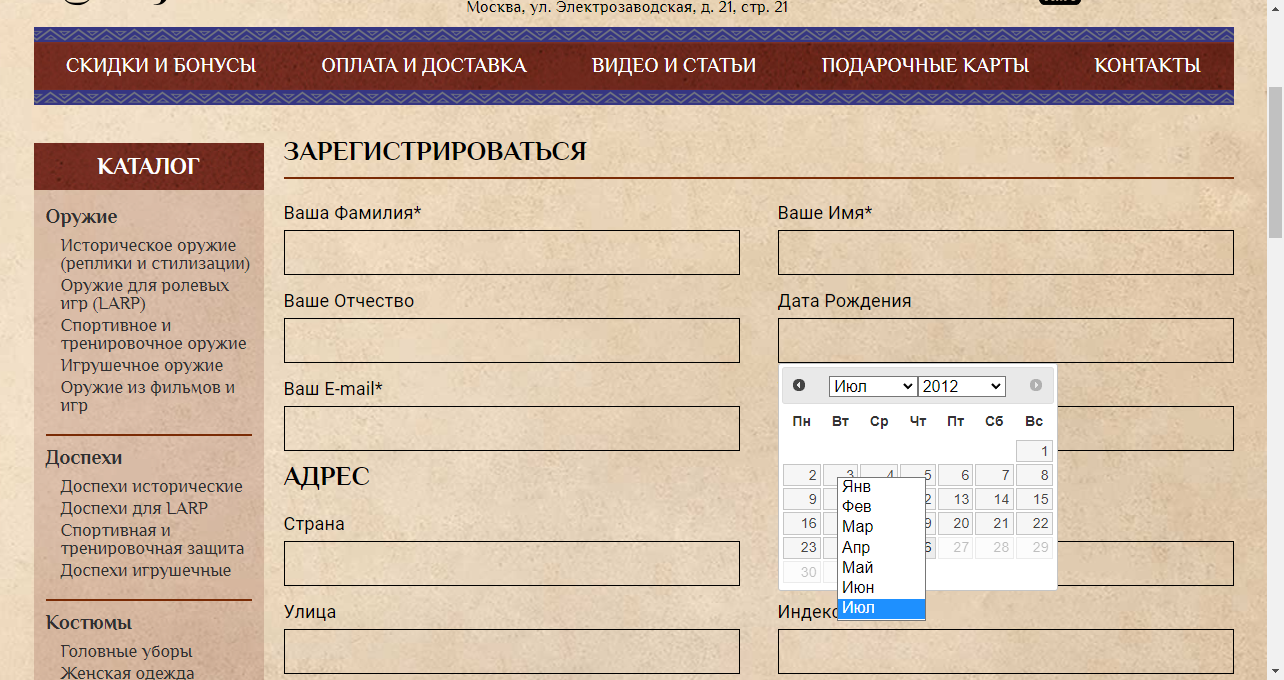 Москва, ул. Электрозаводская, д. 21, стр. 21
СКИДКИ И БОНУСЫ ОПЛАТА И ДОСТАВКА ВИДЕО И СТАТЬИ ПОДАРОЧНЫЕ КАРТЫ КОНТАКТЫ
КАТАЛОГ
Оружие
Историческое оружие
(реплики и стилизации)
Оружие для ролевых
игр (LARP)
Спортивное и
тренировочное оружие
Игрушечное оружие
Оружие из фильмов и
игр
Доспехи
Доспехи исторические
Доспехи для LARP
Спортивная и
тренировочная защита
Доспехи игрушечные
Костюмы
Головные уборы
Женская одежда
ЗАРЕГИСТРИРОВАТЬСЯ
Ваша Фамилия* Ваше Имя*
Ваше Отчество Дата Рождения
Ваш E-mail*
Июл 2012
Пн Вт Ср Чт Пт Сб Вс
1
2 3 4 5 6 7 8
9 2 13 14 15
16 9 20 21 22
23 6 27 28 29
30
Янв
Фев
Мар
Апр
Май
Июн
Июл
АДРЕС
Страна
Улица Индекс